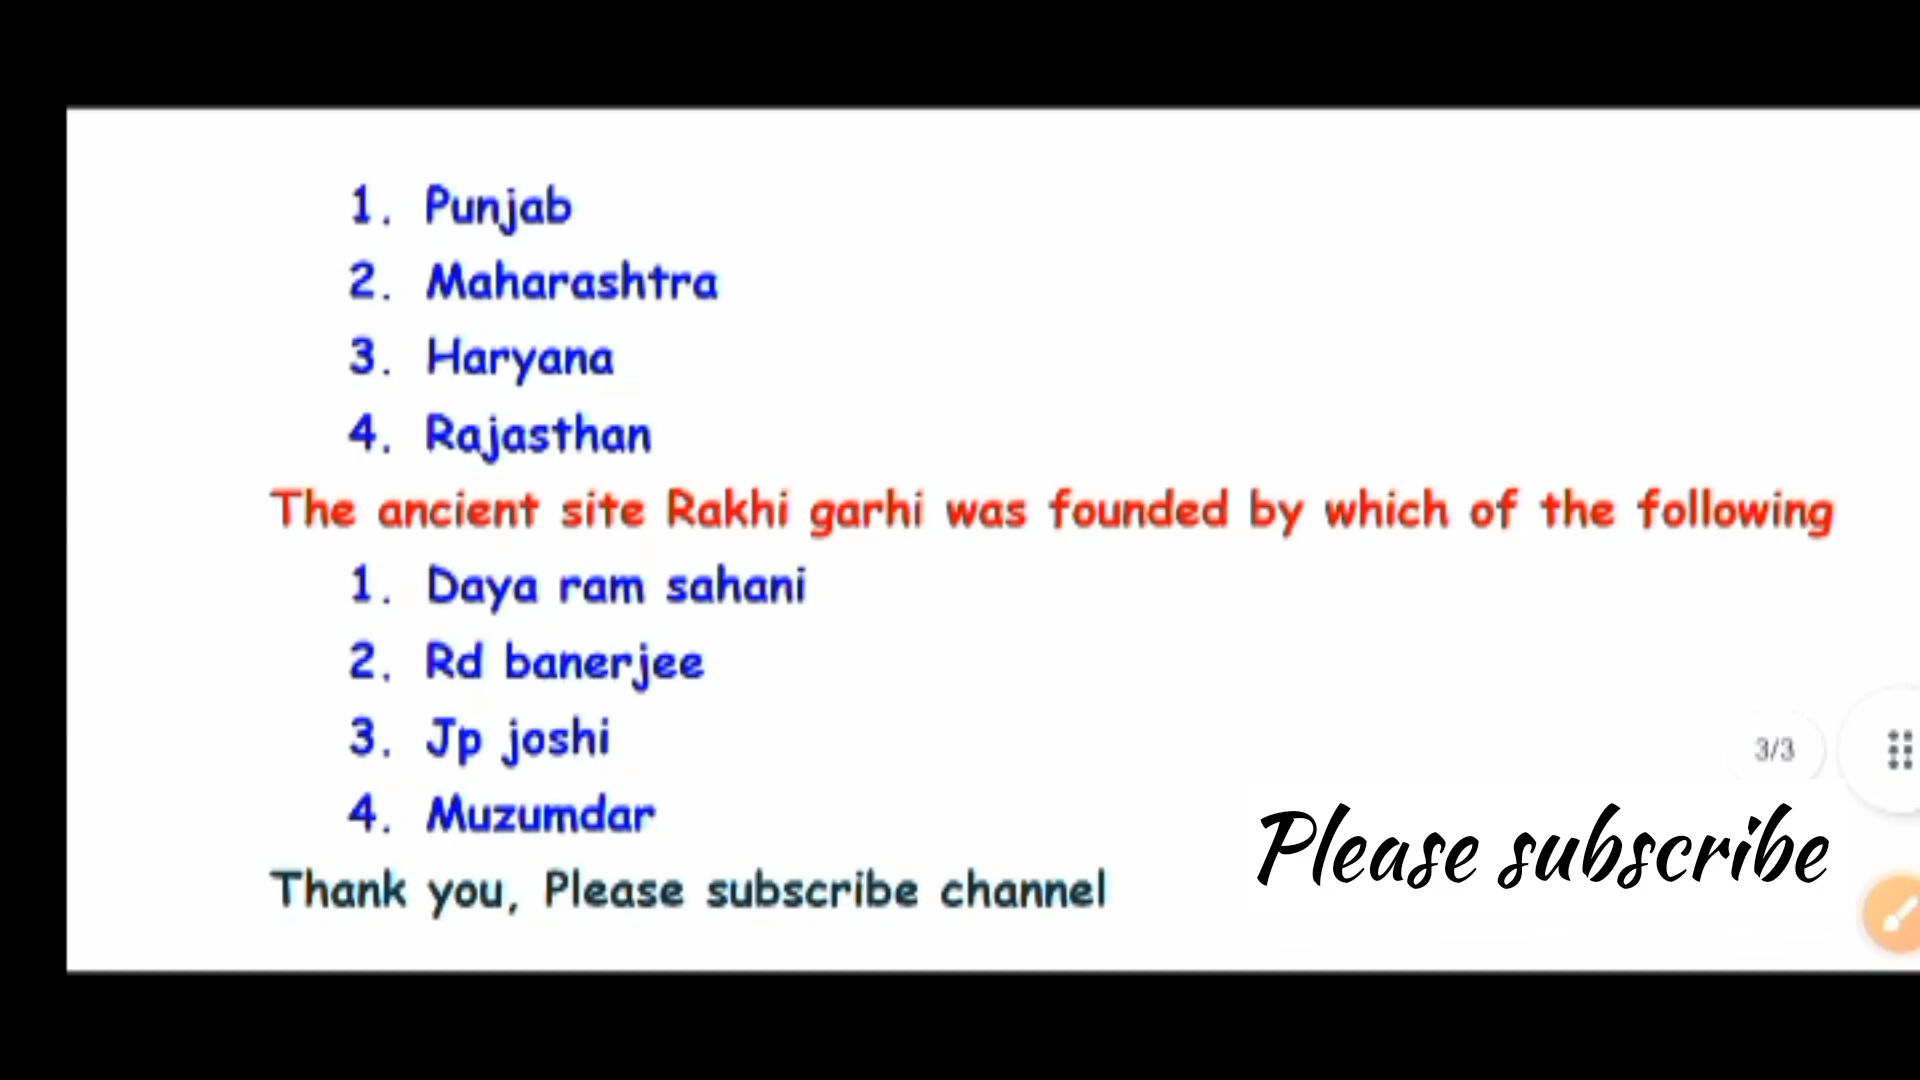 1. Punjab
2. Maharashtra
3. Haryana
4. Rajasthan
The ancient site Rakhi garhi was founded by which of the following
1. Daya ram sahani
2. Rd banerjee
3. Jp joshi
4. Muzumdar
3/3
Please subscribe
Thank you, Please subscribe channel